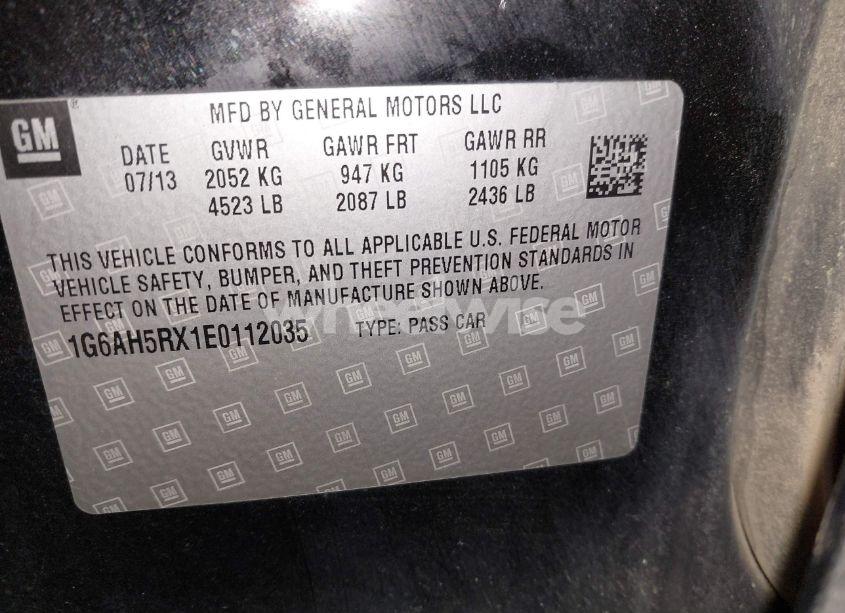 GM
MFD BY GENERAL MOTORS LLC
DATE GVWR GAWR FRT GAWR RR
07/13 2052 KG 947 KG 1105 KG
4523 LB 2087 LB 2436 LB
THIS VEHICLE CONFORMS TO ALL APPLICABLE U.S. FEDERAL MOTOR
VEHICLE SAFETY, BUMPER, AND THEFT PREVENTION STANDARDS IN
EFFECT ON THE DATE OF MANUFACTURE SHOWN ABOVE.
1G6AH5RX1E0112035 TYPE: PASS CAR
wheelwise